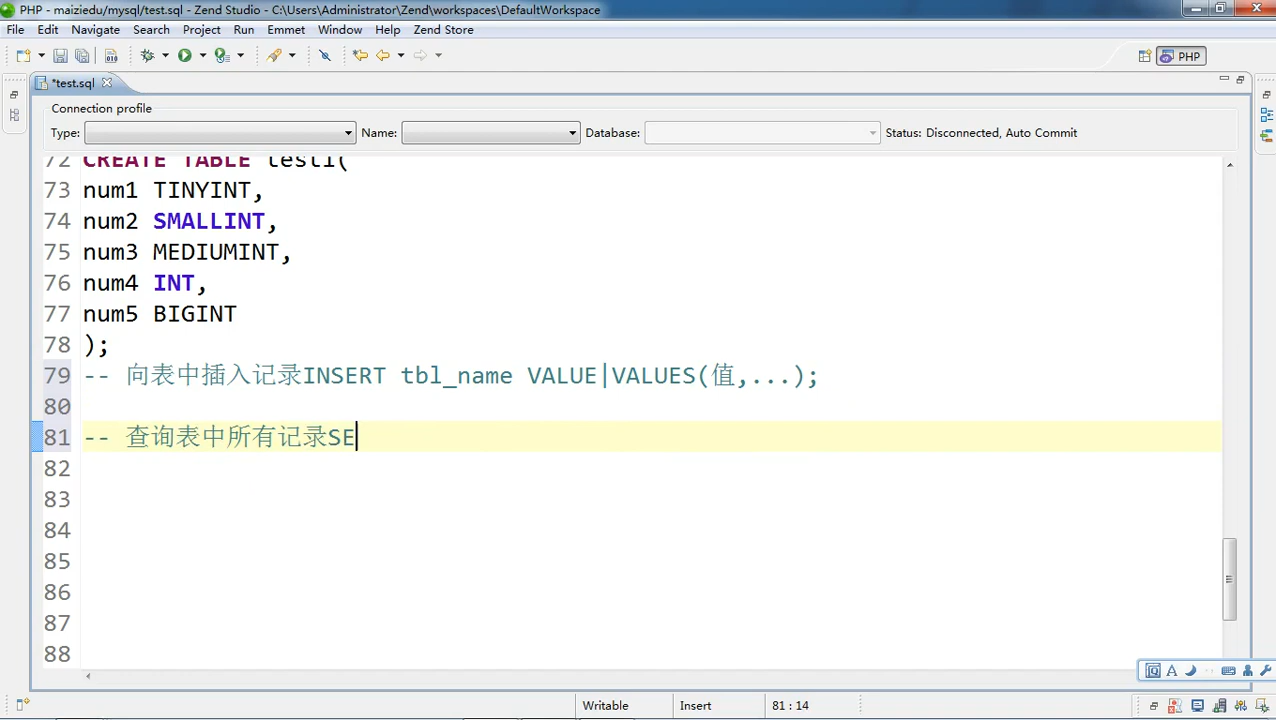 PHP - maiziedu/mysql/test.sql - Zend Studio - C:\Users\Administrator\Zend\workspaces\DefaultWorkspace
File Edit Navigate Search Project Run Emmet Window Help Zend Store
PHP
*test.sql
Connection profile
Type: Name: Database: Status: Disconnected, Auto Commit
72 CREATE TABLE test1(
73 num1 TINYINT,
74 num2 SMALLINT,
75 num3 MEDIUMINT,
76 num4 INT,
77 num5 BIGINT
78 );
79 -- 向表中插入记录INSERT tbl_name VALUE|VALUES(值,...);
80
81 -- 查询表中所有记录SE
82
83
84
85
86
87
88
Writable Insert 81 : 14